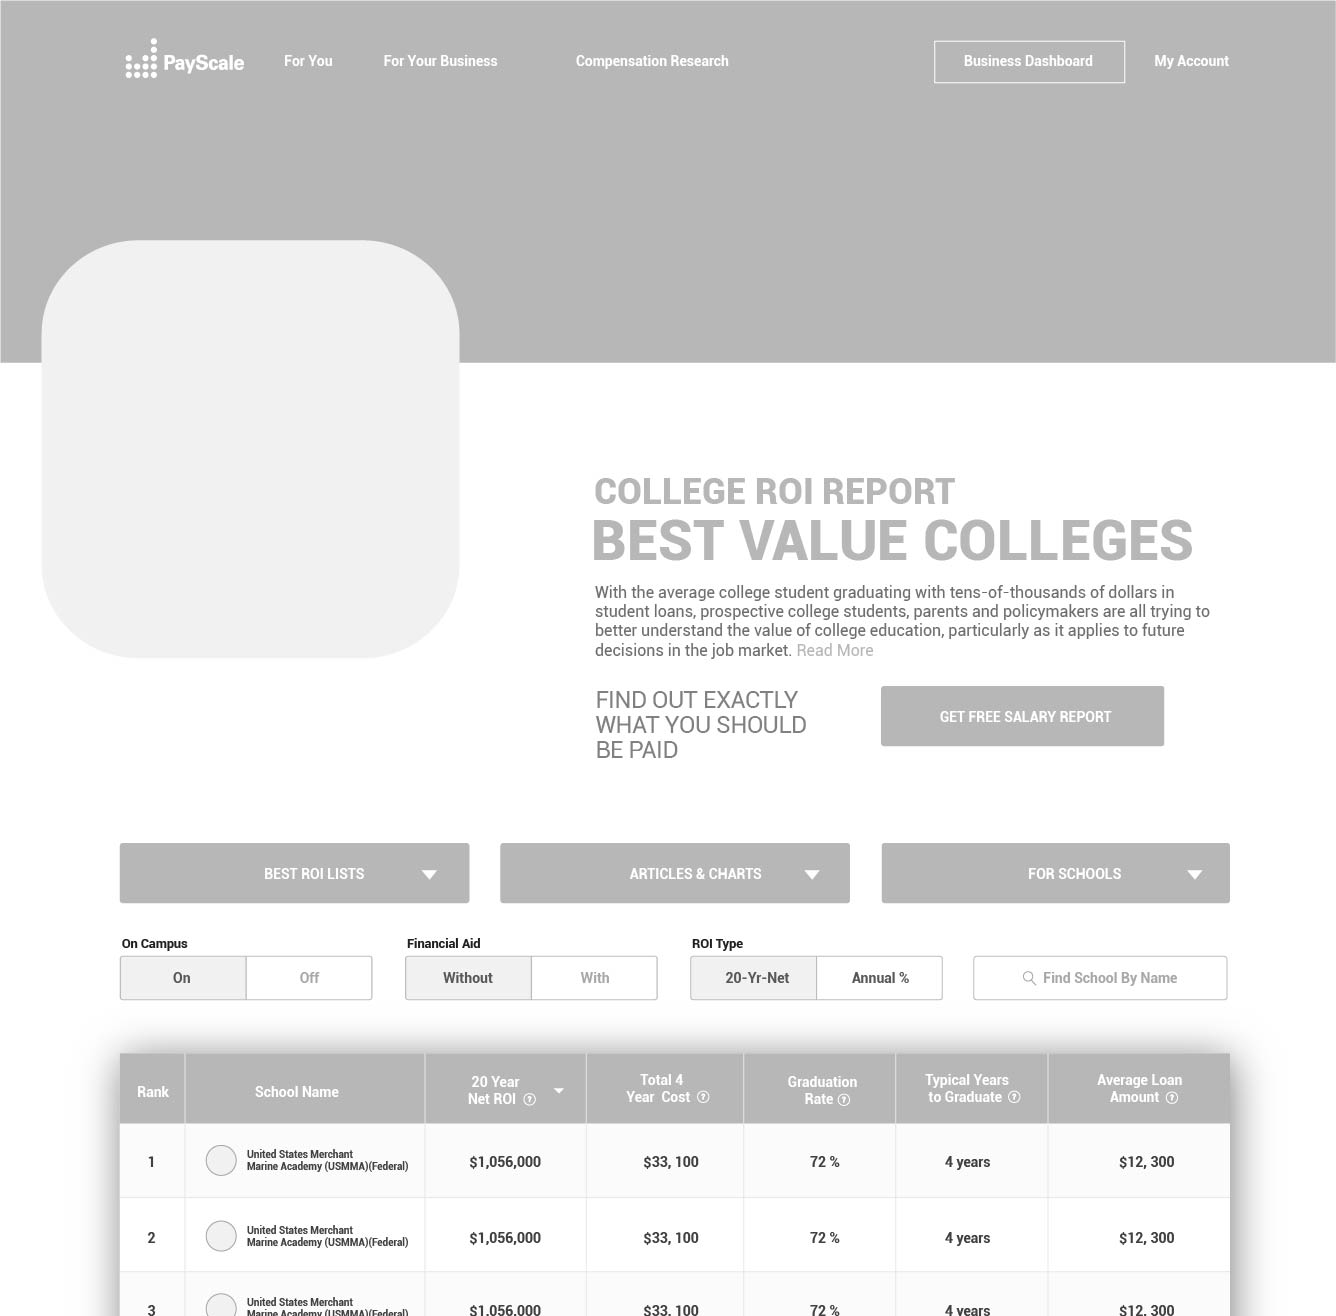 PayScale
For You
For Your Business
Compensation Research
Business Dashboard
My Account
COLLEGE ROI REPORT
BEST VALUE COLLEGES
With the average college student graduating with tens-of-thousands of dollars in
student loans, prospective college students, parents and policymakers are all trying to
better understand the value of college education, particularly as it applies to future
decisions in the job market. Read More
FIND OUT EXACTLY
WHAT YOU SHOULD
BE PAID
GET FREE SALARY REPORT
BEST ROI LISTS
ARTICLES & CHARTS
FOR SCHOOLS
On Campus
On
Off
Financial Aid
Without
With
ROI Type
20-Yr-Net
Annual %
Find School By Name
Rank
School Name
20 Year
Net ROI ?
Total 4
Year Cost ?
Graduation
Rate ?
Typical Years
to Graduate ?
Average Loan
Amount ?
1
United States Merchant
Marine Academy (USMMA)(Federal)
$1,056,000
$33, 100
72 %
4 years
$12, 300
2
United States Merchant
Marine Academy (USMMA)(Federal)
$1,056,000
$33, 100
72 %
4 years
$12, 300
3
United States Merchant
Marine Academy (USMMA)(Federal)
$1,056,000
$33, 100
72 %
4 years
$12, 300